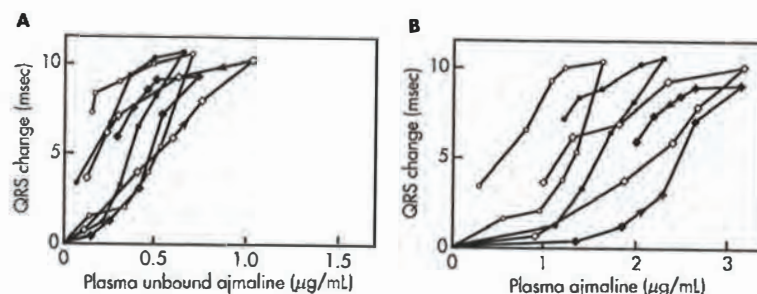 A
QRS change (msec)
10
5
0
0 0.5 1.0 1.5
Plasma unbound ajmaline (μg/mL)
B
QRS change (msec)
10
5
0
0 1 2 3
Plasma ajmaline (μg/mL)